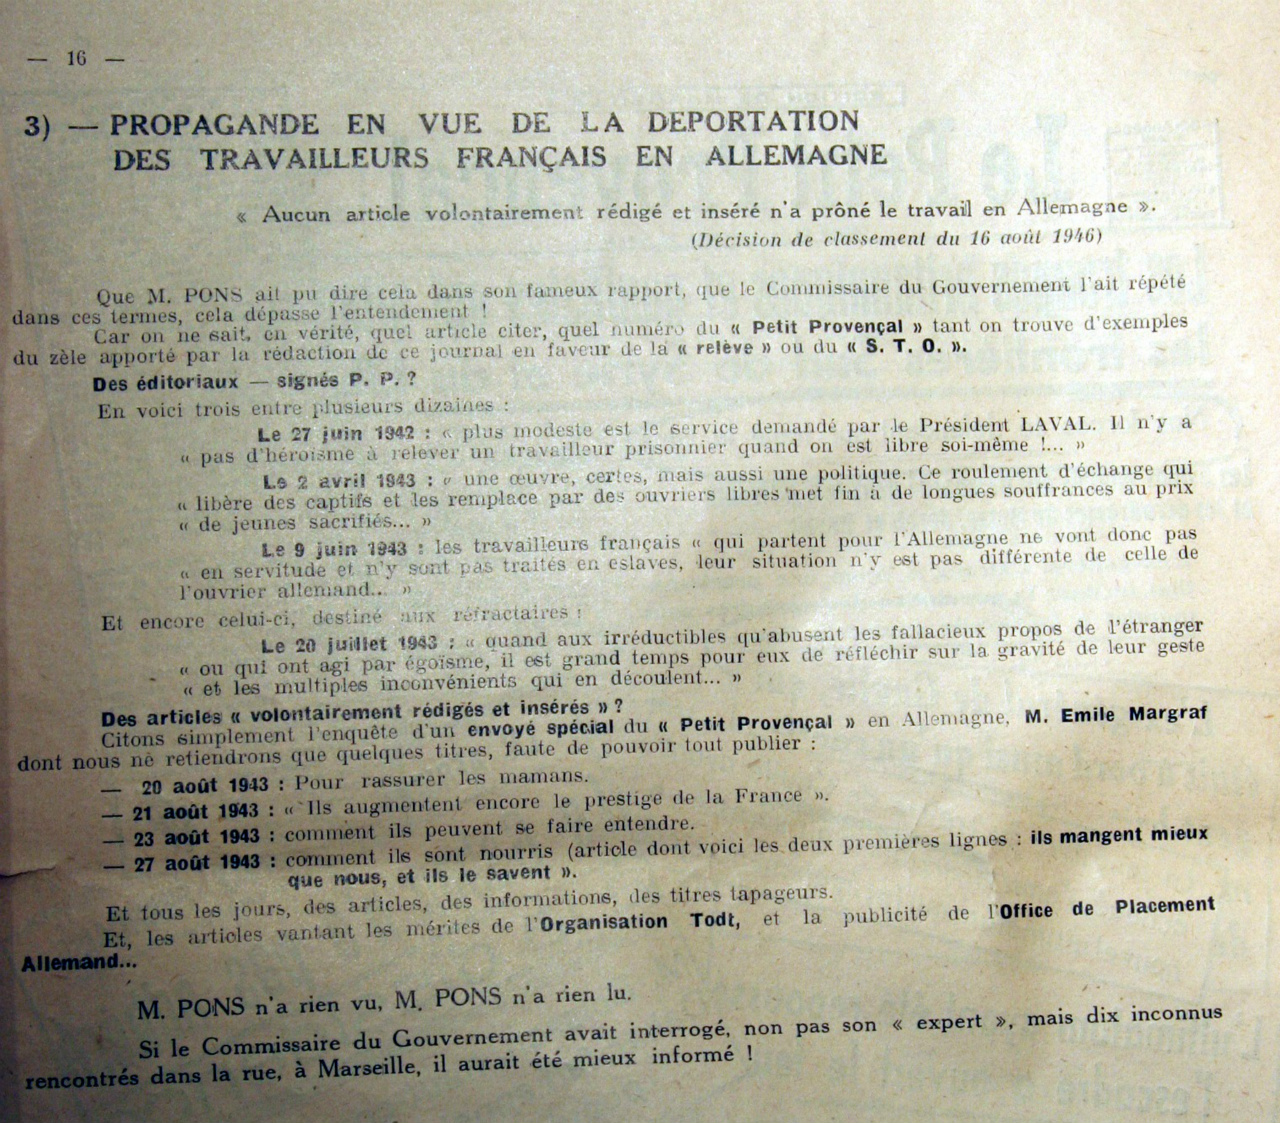 — 16 —
3) — PROPAGANDE EN VUE DE LA DEPORTATION
DES TRAVAILLEURS FRANÇAIS EN ALLEMAGNE
« Aucun article volontairement rédigé et inséré n'a prôné le travail en Allemagne ».
(Décision de classement du 16 août 1946)
Que M. PONS ait pu dire cela dans son fameux rapport, que le Commissaire du Gouvernement l'ait répété
dans ces termes, cela dépasse l'entendement !
Car on ne sait, en vérité, quel article citer, quel numéro du « Petit Provençal » tant on trouve d'exemples
du zèle apporté par la rédaction de ce journal en faveur de la « relève » ou du « S. T. O. ».
Des éditoriaux — signés P. P. ?
En voici trois entre plusieurs dizaines :
Le 27 juin 1942 : « plus modeste est le service demandé par le Président LAVAL. Il n'y a
« pas d'héroïsme à relever un travailleur prisonnier quand on est libre soi-même !... »
Le 2 avril 1943 : « une œuvre, certes, mais aussi une politique. Ce roulement d'échange qui
« libère des captifs et les remplace par des ouvriers libres met fin à de longues souffrances au prix
« de jeunes sacrifiés... »
Le 9 juin 1943 : les travailleurs français « qui partent pour l'Allemagne ne vont donc pas
« en servitude et n'y sont pas traités en eslaves, leur situation n'y est pas différente de celle de
l'ouvrier allemand... »
Et encore celui-ci, destiné aux réfractaires :
Le 20 juillet 1943 : « quand aux irréductibles qu'abusent les fallacieux propos de l'étranger
« ou qui ont agi par égoïsme, il est grand temps pour eux de réfléchir sur la gravité de leur geste
« et les multiples inconvénients qui en découlent... »
Des articles « volontairement rédigés et insérés » ?
Citons simplement l'enquête d'un envoyé spécial du « Petit Provençal » en Allemagne, M. Emile Margraf
dont nous ne retiendrons que quelques titres, faute de pouvoir tout publier :
— 20 août 1943 : Pour rassurer les mamans.
— 21 août 1943 : « Ils augmentent encore le prestige de la France ».
— 23 août 1943 : comment ils peuvent se faire entendre.
— 27 août 1943 : comment ils sont nourris (article dont voici les deux premières lignes : ils mangent mieux
que nous, et ils le savent ».
Et tous les jours, des articles, des informations, des titres tapageurs.
Et, les articles vantant les mérites de l'Organisation Todt, et la publicité de l'Office de Placement
Allemand...
M. PONS n'a rien vu, M. PONS n'a rien lu.
Si le Commissaire du Gouvernement avait interrogé, non pas son « expert », mais dix inconnus
rencontrés dans la rue, à Marseille, il aurait été mieux informé !